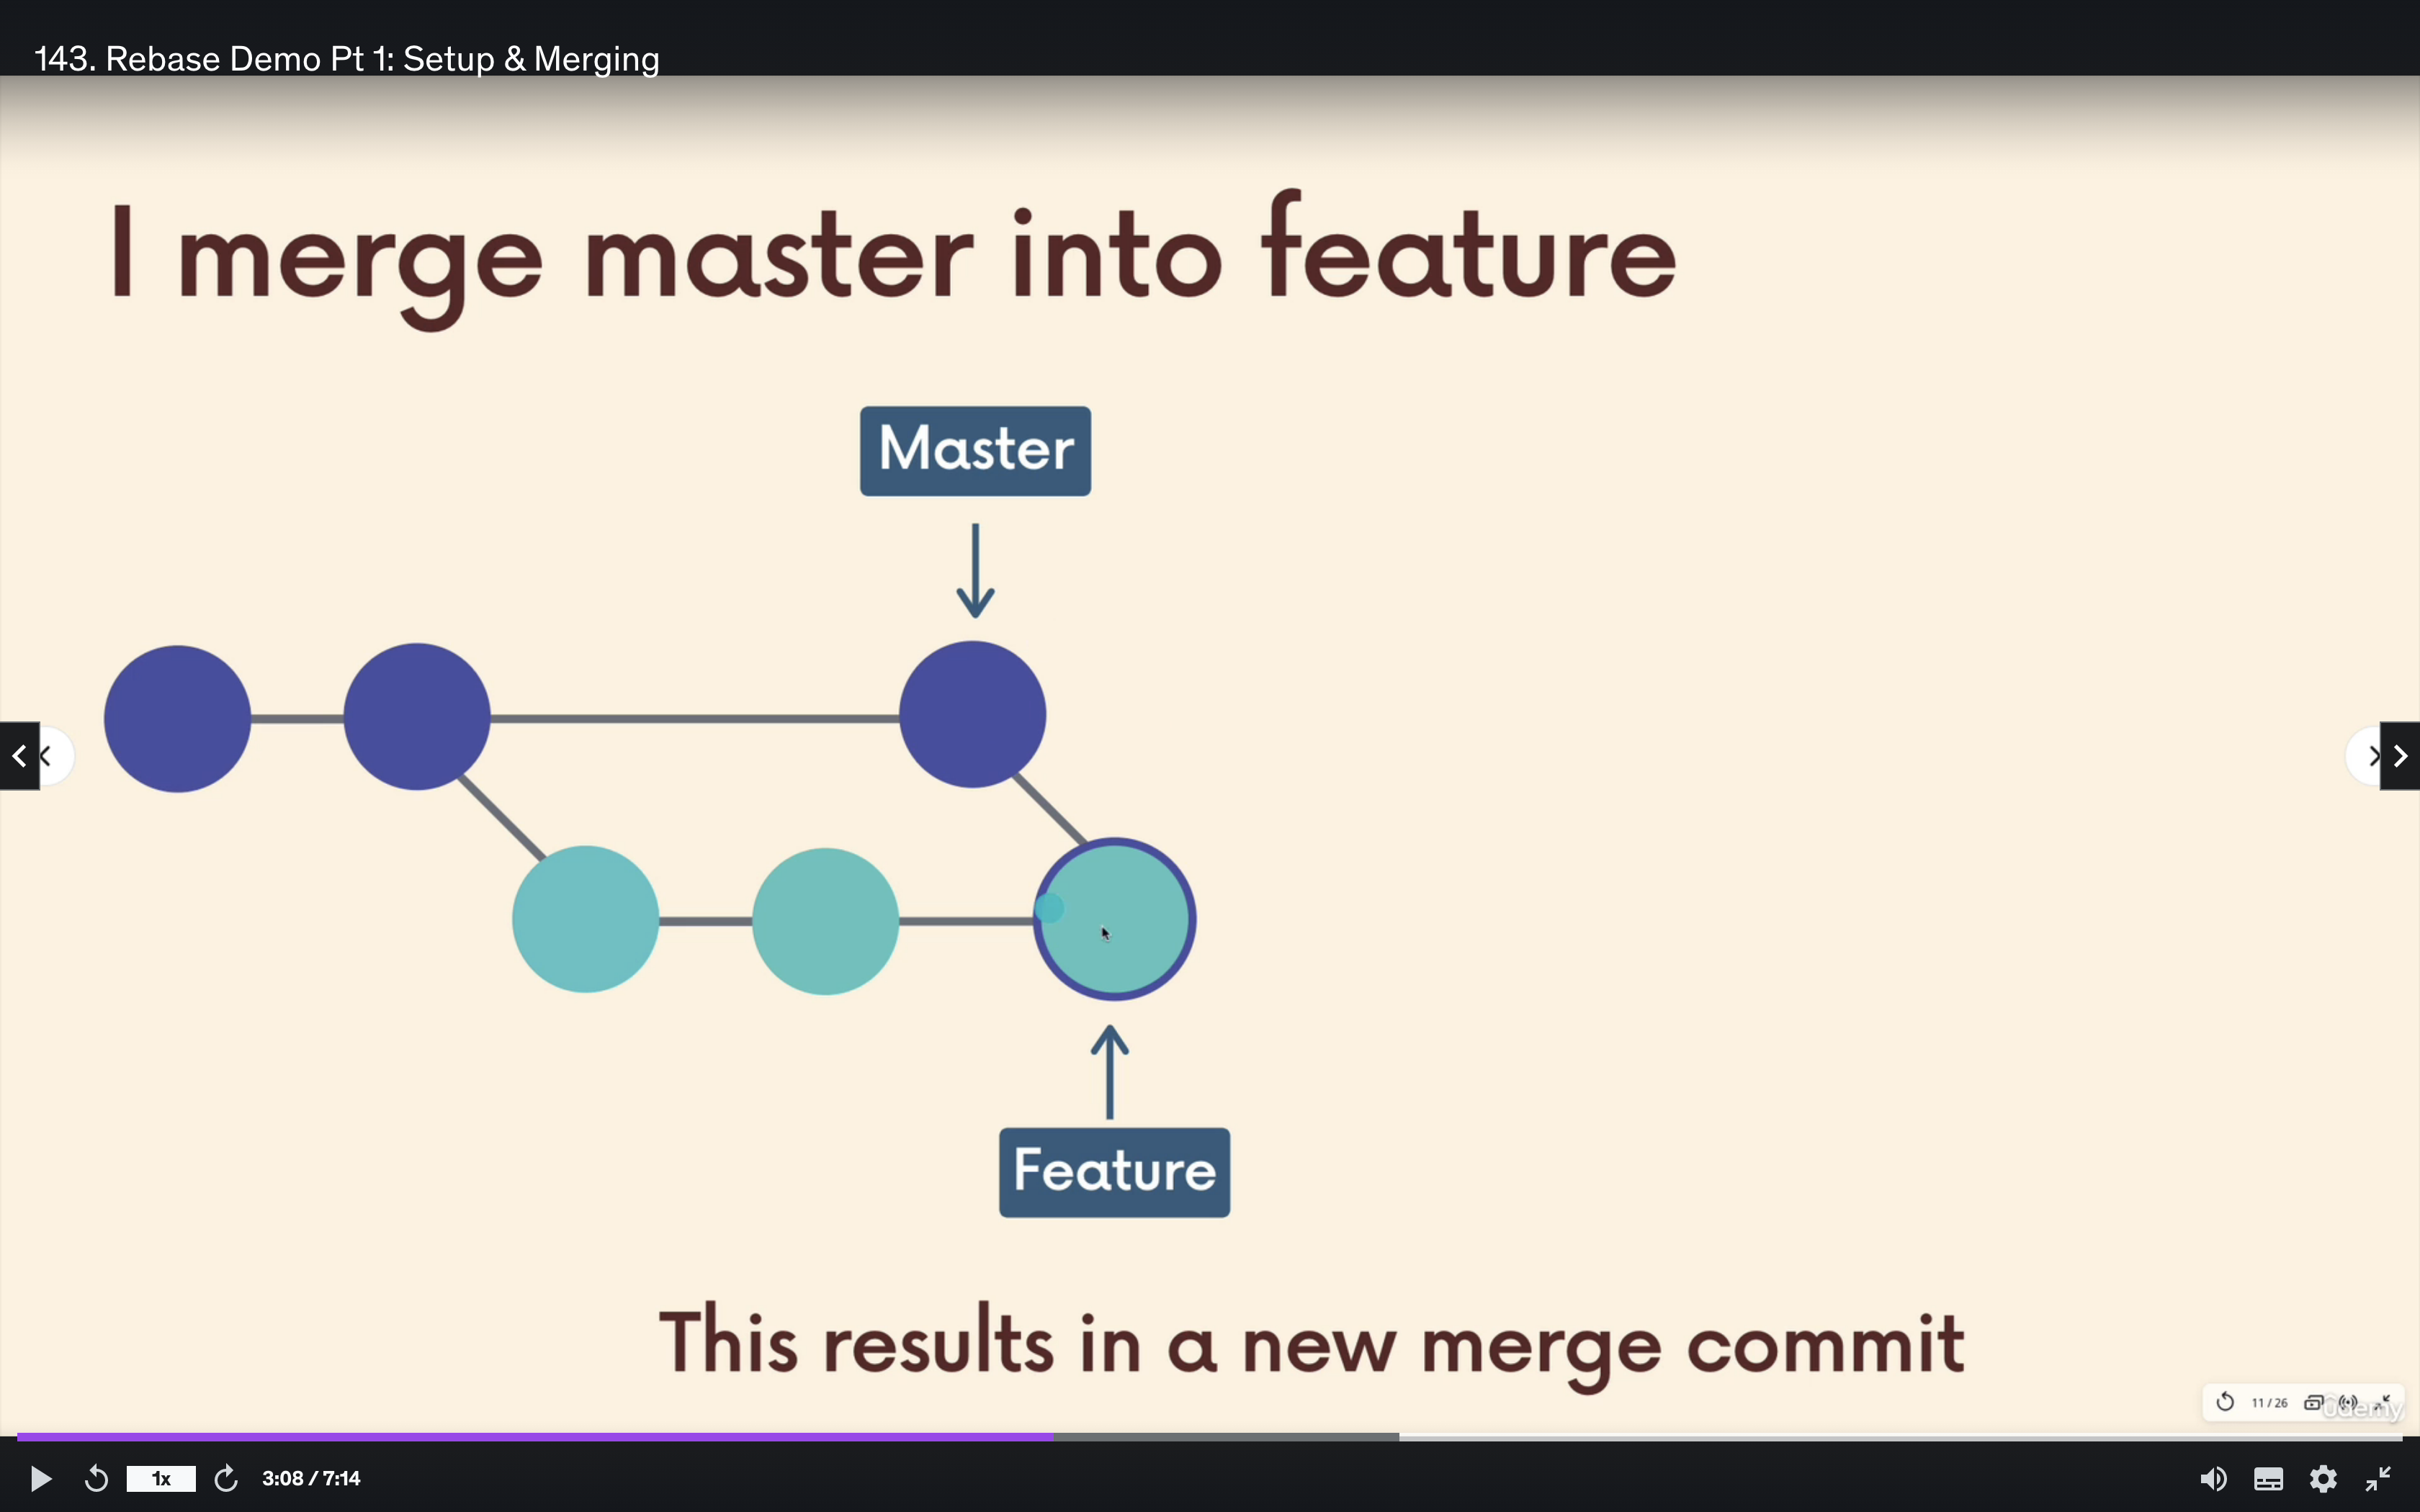 143. Rebase Demo Pt 1: Setup & Merging
I merge master into feature
Master
Feature
This results in a new merge commit
11 / 26
udemy
1x
3:08 / 7:14